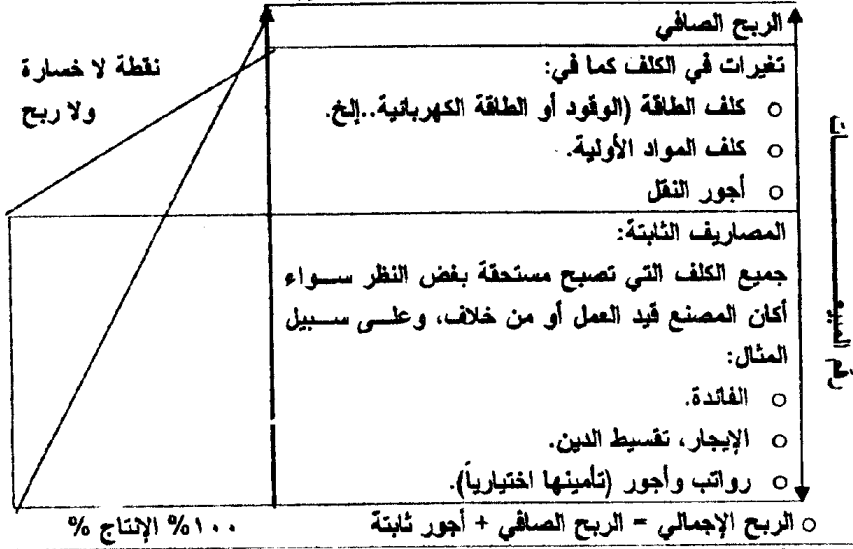 الربح الصافي
تغيرات في الكلف كما في:
o كلف الطاقة (الوقود أو الطاقة الكهربائية..إلخ.
o كلف المواد الأولية.
o أجور النقل
المصاريف الثابتة:
جميع الكلف التي تصبح مستحقة بغض النظر سواء
أكان المصنع قيد العمل أو من خلاف، وعلى سبيل
المثال:
o الفائدة.
o الإيجار، تقسيط الدين.
o رواتب وأجور (تأمينها اختيارياً).
o الربح الإجمالي = الربح الصافي + أجور ثابتة
رقم المبيعات
نقطة لا خسارة
ولا ربح
١٠٠% الإنتاج %